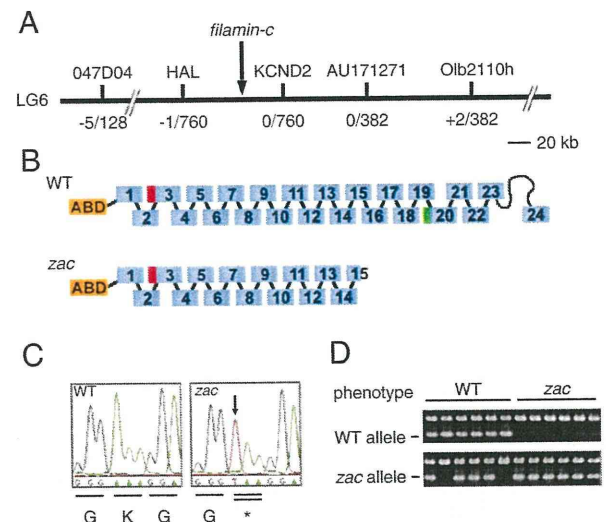 A
filamin-c
047D04 HAL KCND2 AU171271 Olb2110h
LG6
-5/128 -1/760 0/760 0/382 +2/382
20 kb
B
WT
ABD 1 2 3 4 5 6 7 8 9 10 11 12 13 14 15 16 17 18 19 20 21 22 23 24
zac
ABD 1 2 3 4 5 6 7 8 9 10 11 12 13 14 15
C
WT
zac
G K G G *
D
phenotype WT zac
WT allele
zac allele